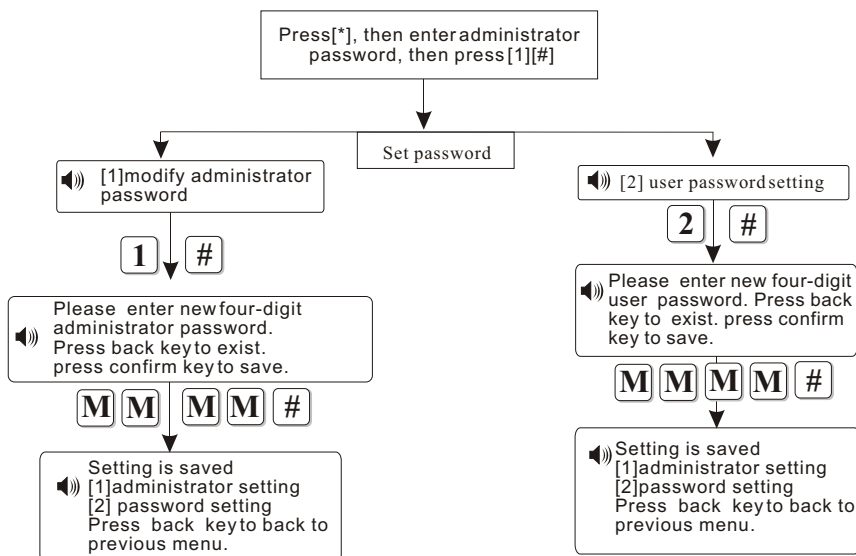 Press[*], then enter administrator
password, then press [1][#]
Set password
[1]modify administrator
password
1 #
Please enter new four-digit
administrator password.
Press back key to exist.
press confirm key to save.
M M M M #
Setting is saved
[1]administrator setting
[2] password setting
Press back key to back to
previous menu.
[2] user password setting
2 #
Please enter new four-digit
user password. Press back
key to exist. press confirm
key to save.
M M M M #
Setting is saved
[1]administrator setting
[2]password setting
Press back key to back to
previous menu.